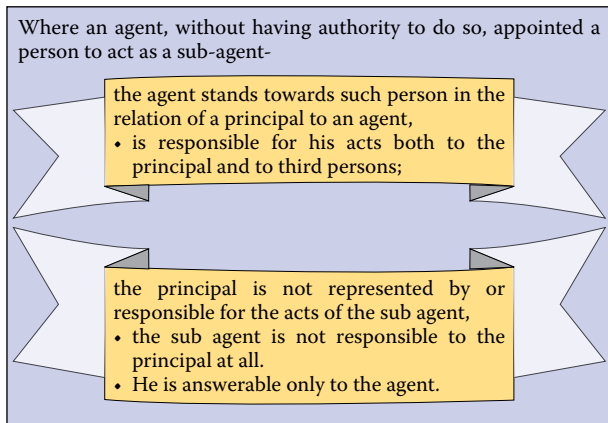 Where an agent, without having authority to do so, appointed a
person to act as a sub-agent-
the agent stands towards such person in the
relation of a principal to an agent,
• is responsible for his acts both to the
principal and to third persons;
the principal is not represented by or
responsible for the acts of the sub agent,
• the sub agent is not responsible to the
principal at all.
• He is answerable only to the agent.